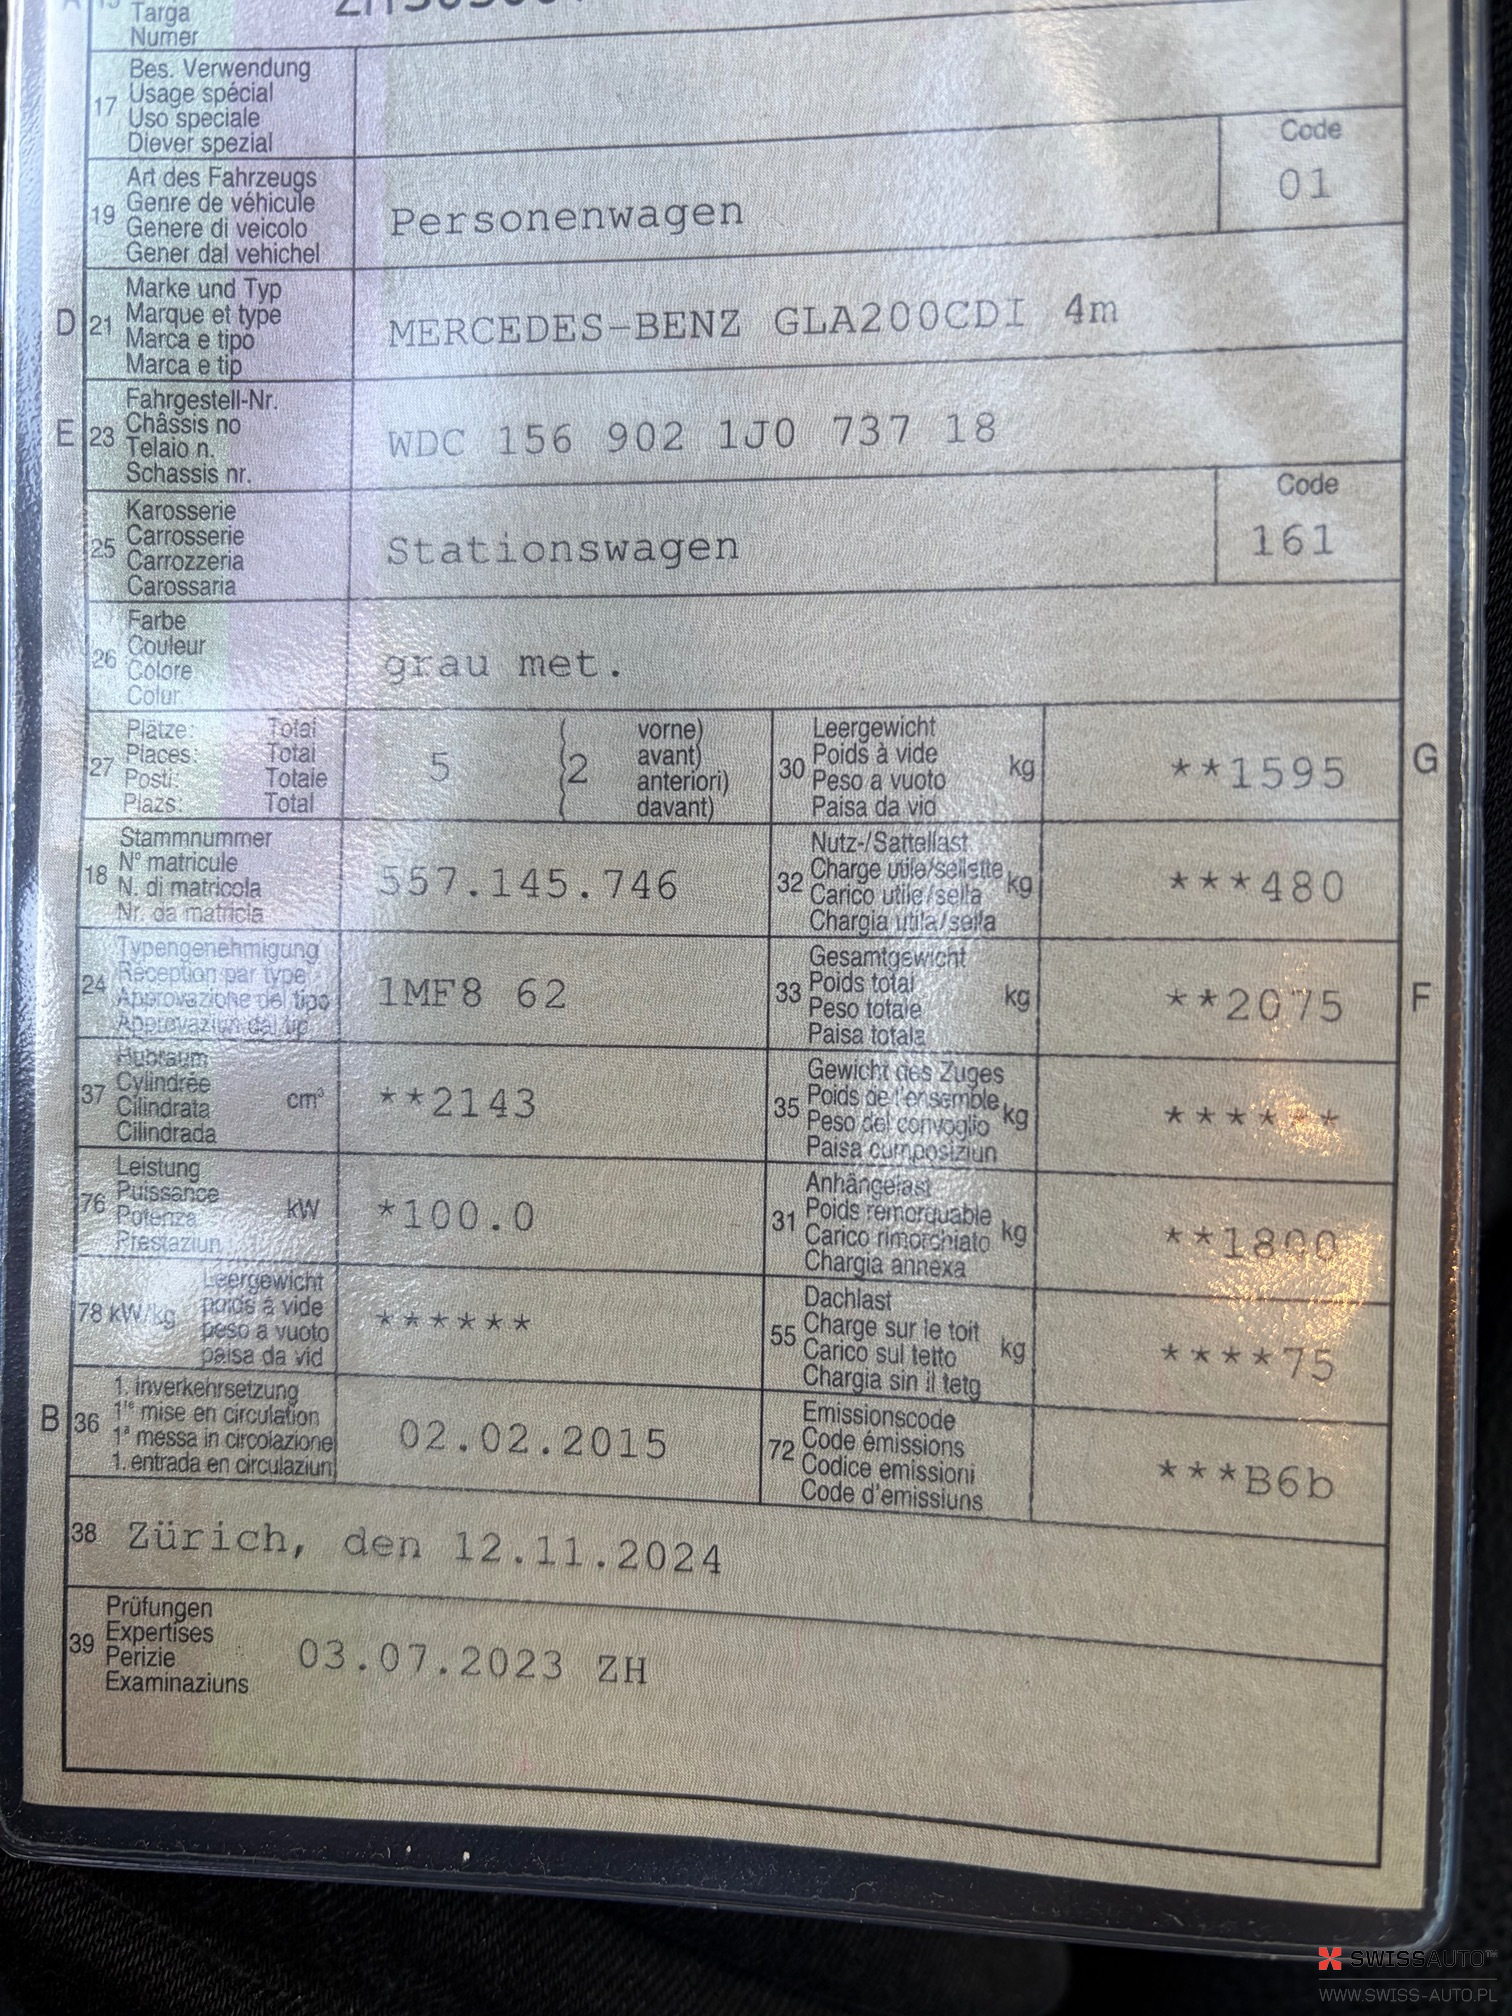 Targa
Numer
17 Bes. Verwendung
Usage spécial
Uso speciale
Diever spezial
19 Art des Fahrzeugs
Genre de véhicule
Genere di veicolo
Gener dal vehichel
Personenwagen
Code
01
D 21 Marke und Typ
Marque et type
Marca e tipo
Marca e tip
MERCEDES-BENZ GLA200CDI 4m
E 23 Fahrgestell-Nr.
Châssis no
Telaio n.
Schassis nr.
WDC 156 902 1J0 737 18
25 Karosserie
Carrosserie
Carrozzeria
Carossaria
Stationswagen
Code
161
26 Farbe
Couleur
Colore
Colur
grau met.
27 Plätze: Total
Places: Total
Posti: Totale
Plazs: Total
5 (2 vorne)
avant)
anteriori)
davant)
30 Leergewicht
Poids à vide
Peso a vuoto
Paisa da vid
kg
**1595
G
18 Stammnummer
N° matricule
N. di matricola
Nr. da matricla
557.145.746
32 Nutz-/Sattellast
Charge utile/sellette
Carico utile/sella
Chargia utila/sella
kg
***480
24 Typengenehmigung
Réception par type
Approvazione del tipo
Approvaziun dal tip
1MF8 62
33 Gesamtgewicht
Poids total
Peso totale
Paisa totala
kg
**2075
F
37 Hubraum
Cylindrée
Cilindrata
Cilindrada
cm³
**2143
35 Gewicht des Zuges
Poids de l'ensemble
Peso del convoglio
Paisa cumposiziun
kg
******
76 Leistung
Puissance
Potenza
Prestaziun
kW
*100.0
31 Anhängelast
Poids remorquable
Carico rimorchiato
Chargia annexa
kg
**1800
78 kW/kg Leergewicht
poids à vide
peso a vuoto
paisa da vid
******
55 Dachlast
Charge sur le toit
Carico sul tetto
Chargia sin il tetg
kg
****75
B 36 1. Inverkehrsetzung
1re mise en circulation
1a messa in circolazione
1. entrada en circulaziun
02.02.2015
72 Emissionscode
Code émissions
Codice emissioni
Code d'emissiuns
***B6b
38 Zürich, den 12.11.2024
39 Prüfungen
Expertises
Perizie
Examinaziuns
03.07.2023 ZH
SWISSAUTO™
WWW.SWISS-AUTO.PL